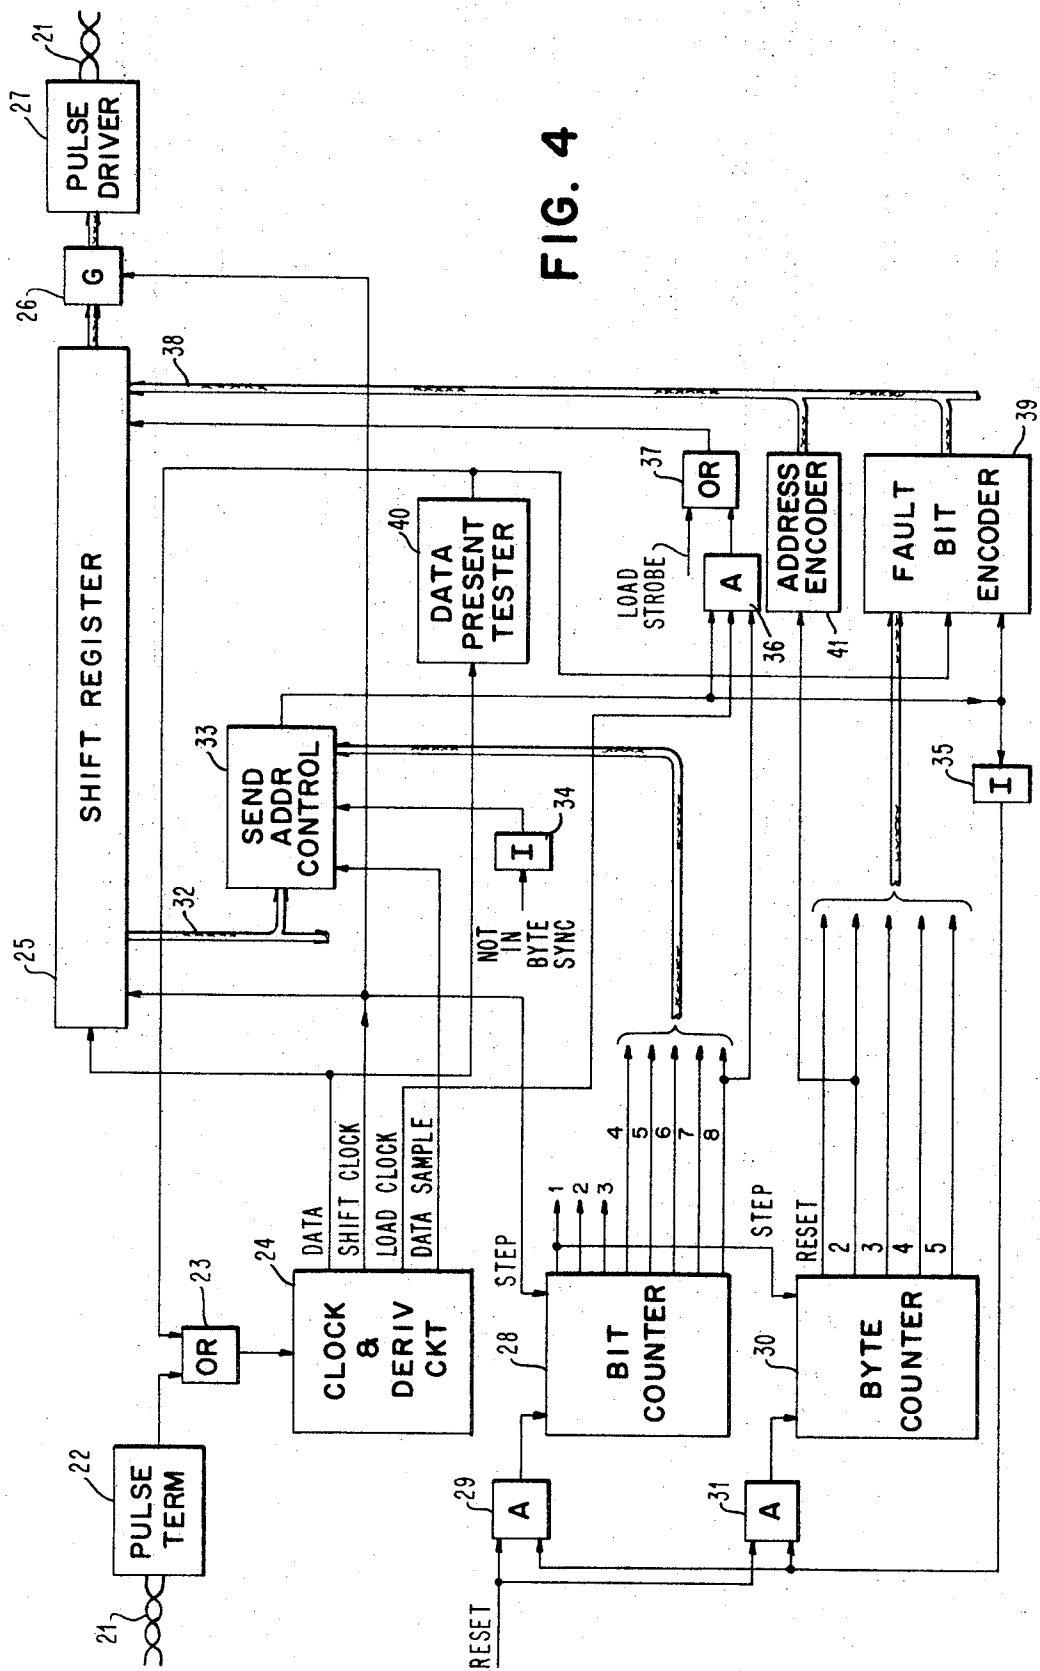 21
22
PULSE
TERM
23
OR
24
CLOCK
&
DERIV
CKT
DATA
SHIFT CLOCK
LOAD CLOCK
DATA SAMPLE
25
SHIFT REGISTER
26
G
27
PULSE
DRIVER
21
32
33
SEND
ADDR
CONTROL
34
I
NOT
IN
BYTE
SYNC
40
DATA
PRESENT
TESTER
38
FIG. 4
RESET
29
A
28
BIT
COUNTER
STEP
1
2
3
4
5
6
7
8
31
A
30
BYTE
COUNTER
STEP
RESET
2
3
4
5
LOAD
STROBE
37
OR
36
A
41
ADDRESS
ENCODER
39
FAULT
BIT
ENCODER
35
I